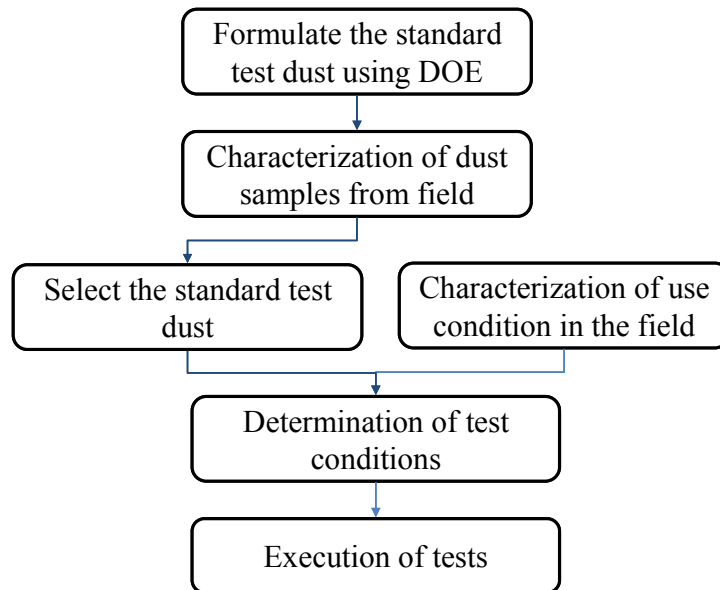 Formulate the standard
test dust using DOE
Characterization of dust
samples from field
Select the standard test
dust
Characterization of use
condition in the field
Determination of test
conditions
Execution of tests